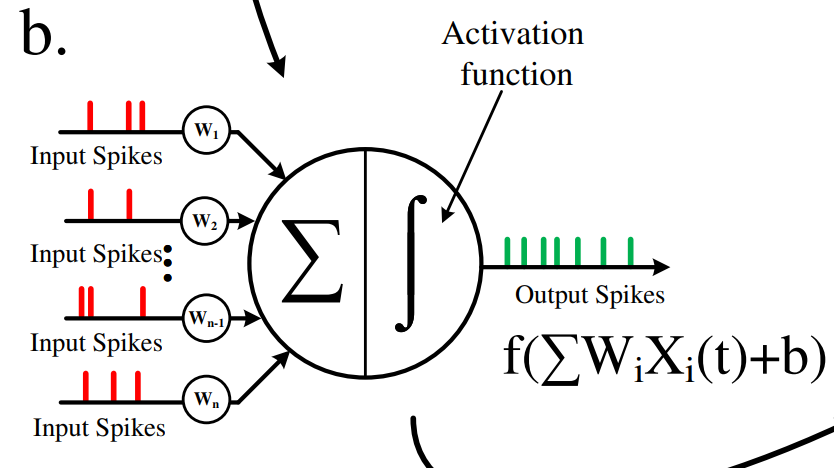 b.
Activation
function
W₁
Input Spikes
W₂
Input Spikes
Wₙ₋₁
Input Spikes
Wₙ
Input Spikes
∑ ∫
Output Spikes
f(∑WᵢXᵢ(t)+b)